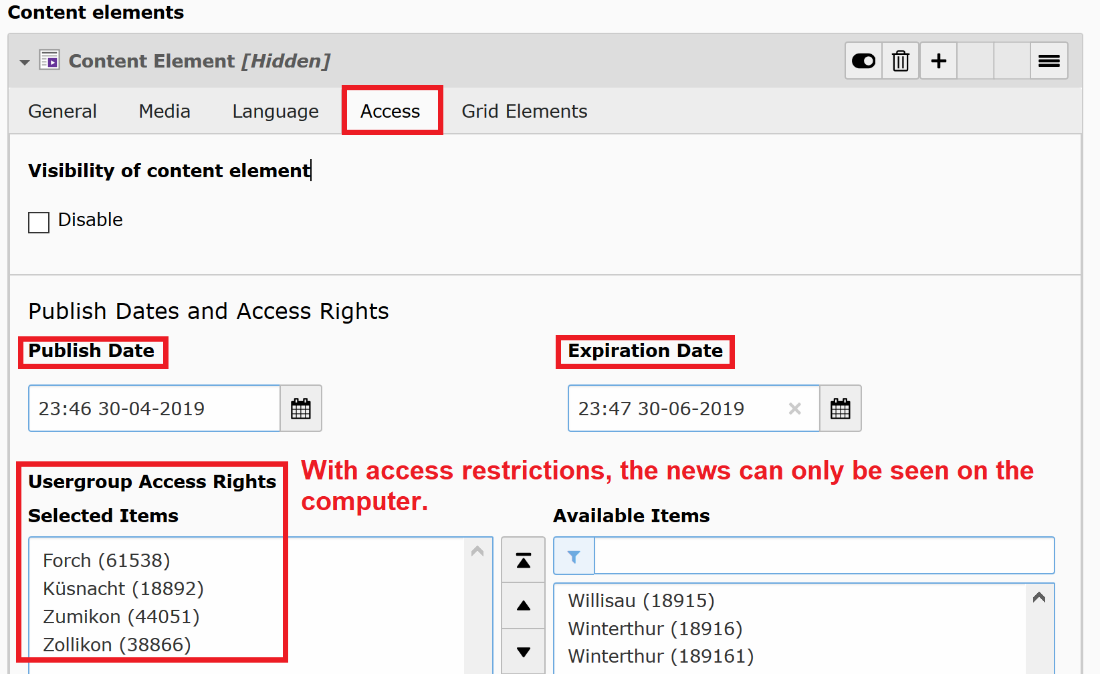 Content elements
Content Element [Hidden]
General Media Language Access Grid Elements
Visibility of content element
Disable
Publish Dates and Access Rights
Publish Date Expiration Date
23:46 30-04-2019 23:47 30-06-2019
With access restrictions, the news can only be seen on the
computer.
Usergroup Access Rights
Selected Items Available Items
Forch (61538)
Küsnacht (18892)
Zumikon (44051)
Zollikon (38866)
Willisau (18915)
Winterthur (18916)
Winterthur (189161)